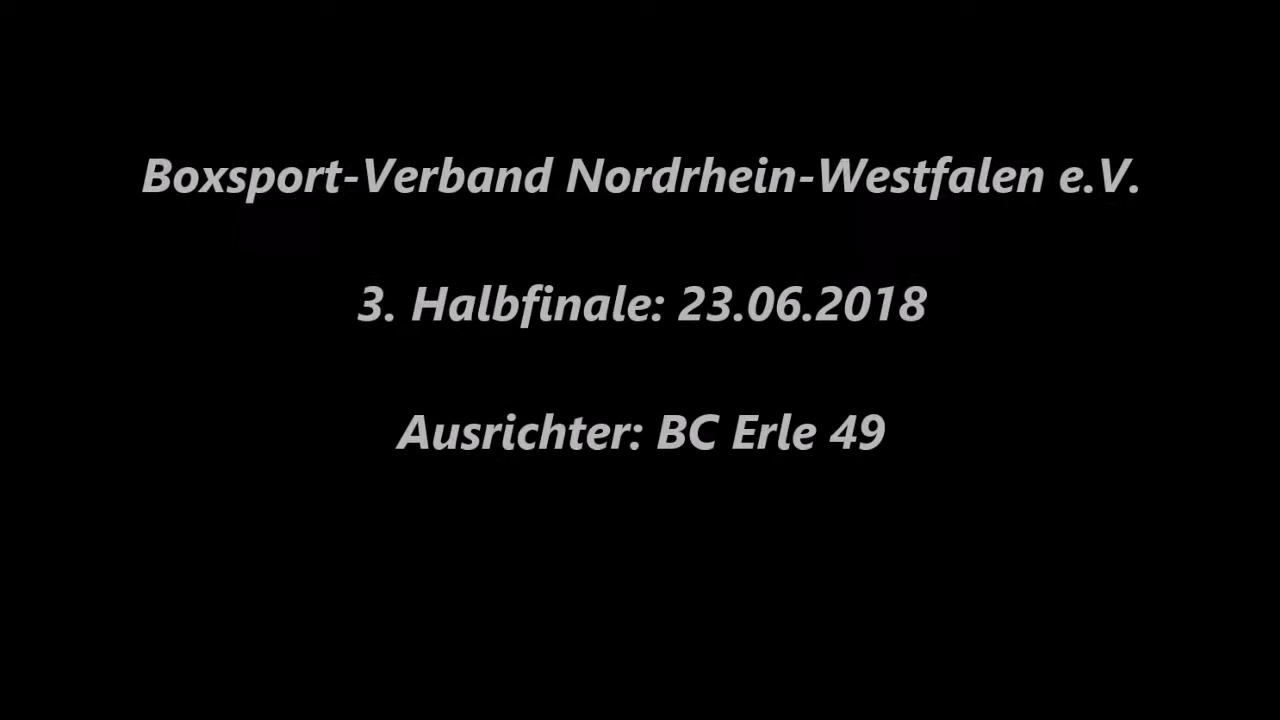 Boxsport-Verband Nordrhein-Westfalen e.V.
3. Halbfinale: 23.06.2018
Ausrichter: BC Erle 49